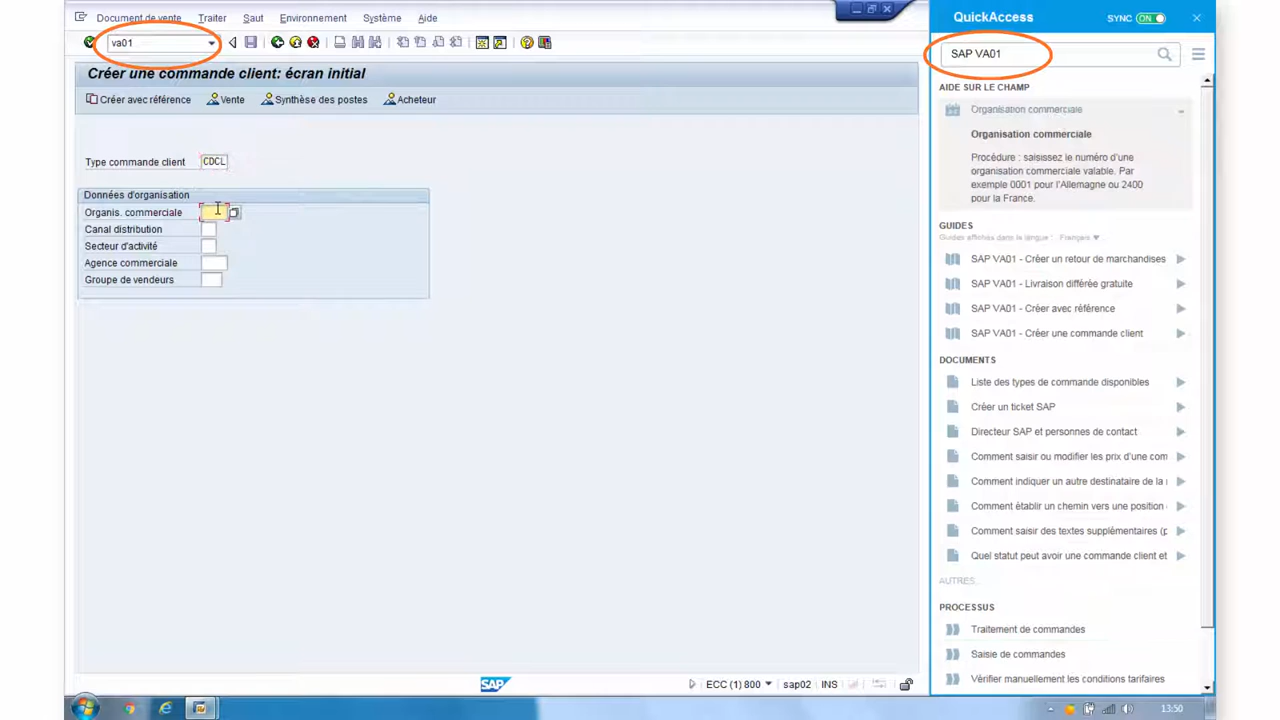 Document de vente Traiter Saut Environnement Système Aide
va01
Créer une commande client: écran initial
Créer avec référence Vente Synthèse des postes Acheteur
Type commande client CDCL
Données d'organisation
Organis. commerciale
Canal distribution
Secteur d'activité
Agence commerciale
Groupe de vendeurs
SAP ECC (1) 800 sap02 INS
QuickAccess SYNC ON
SAP VA01
AIDE SUR LE CHAMP
Organisation commerciale
Organisation commerciale
Procédure : saisissez le numéro d'une
organisation commerciale valable. Par
exemple 0001 pour l'Allemagne ou 2400
pour la France.
GUIDES
Guides affichés dans le langue : Français
SAP VA01 - Créer un retour de marchandises
SAP VA01 - Livraison différée gratuite
SAP VA01 - Créer avec référence
SAP VA01 - Créer une commande client
DOCUMENTS
Liste des types de commande disponibles
Créer un ticket SAP
Directeur SAP et personnes de contact
Comment saisir ou modifier les prix d'une com
Comment indiquer un autre destinataire de la
Comment établir un chemin vers une position
Comment saisir des textes supplémentaires (p
Quel statut peut avoir une commande client et
AUTRES...
PROCESSUS
Traitement de commandes
Saisie de commandes
Vérifier manuellement les conditions tarifaires
13:50